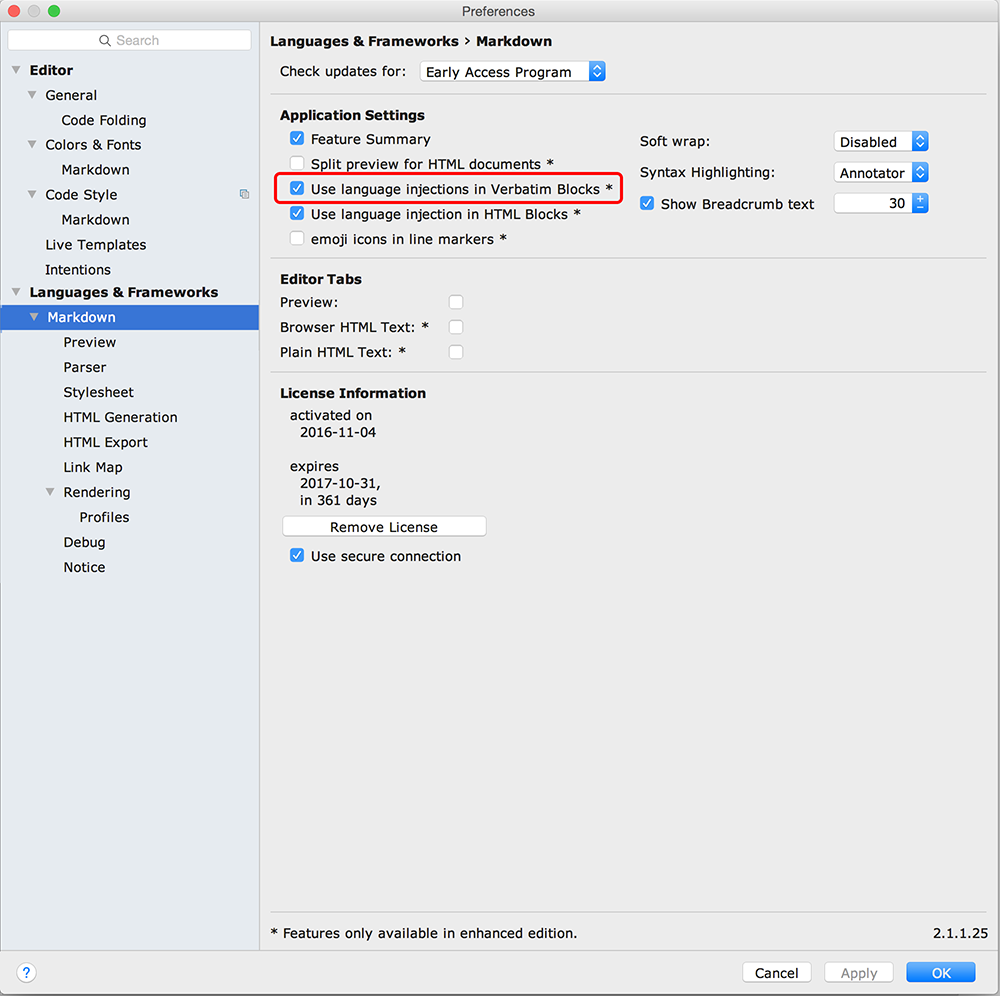 Preferences
Search
Editor
General
Code Folding
Colors & Fonts
Markdown
Code Style
Markdown
Live Templates
Intentions
Languages & Frameworks
Markdown
Preview
Parser
Stylesheet
HTML Generation
HTML Export
Link Map
Rendering
Profiles
Debug
Notice
Languages & Frameworks › Markdown
Check updates for: Early Access Program
Application Settings
Feature Summary
Split preview for HTML documents *
Use language injections in Verbatim Blocks *
Use language injection in HTML Blocks *
emoji icons in line markers *
Soft wrap: Disabled
Syntax Highlighting: Annotator
Show Breadcrumb text 30
Editor Tabs
Preview:
Browser HTML Text: *
Plain HTML Text: *
License Information
activated on
2016-11-04
expires
2017-10-31,
in 361 days
Remove License
Use secure connection
* Features only available in enhanced edition. 2.1.1.25
? Cancel Apply OK